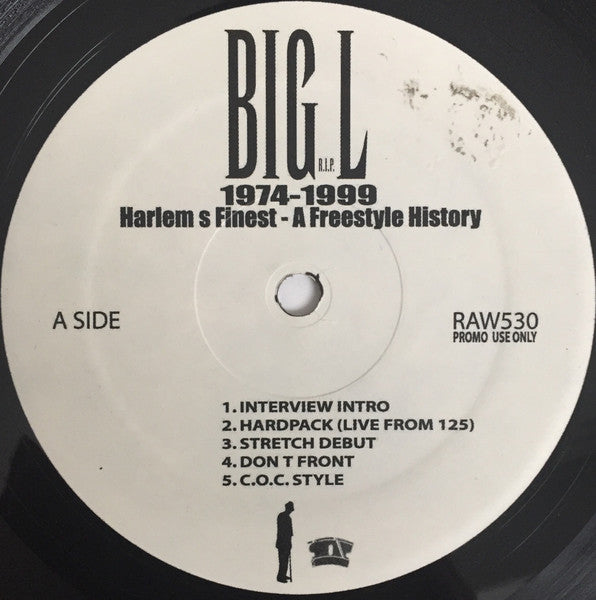 BIG L
R.I.P.
1974-1999
Harlem s Finest - A Freestyle History
A SIDE
RAW530
PROMO USE ONLY
1. INTERVIEW INTRO
2. HARDPACK (LIVE FROM 125)
3. STRETCH DEBUT
4. DON T FRONT
5. C.O.C. STYLE